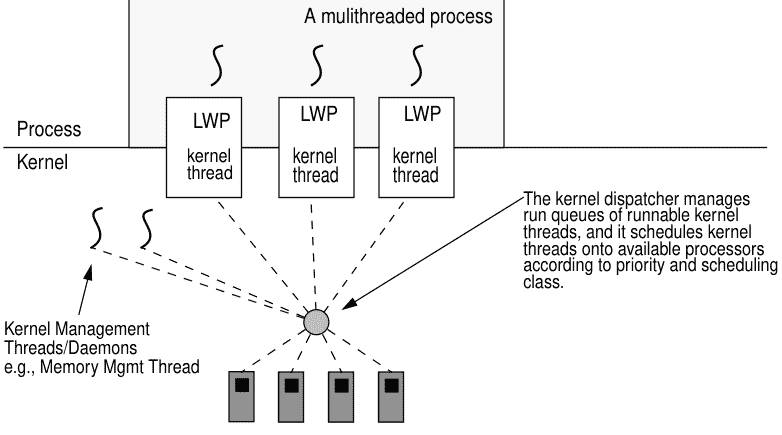 A mulithreaded process
LWP
LWP
LWP
Process
kernel
thread
kernel
thread
kernel
thread
Kernel
The kernel dispatcher manages
run queues of runnable kernel
threads, and it schedules kernel
threads onto available processors
according to priority and scheduling
class.
Kernel Management
Threads/Daemons
e.g., Memory Mgmt Thread